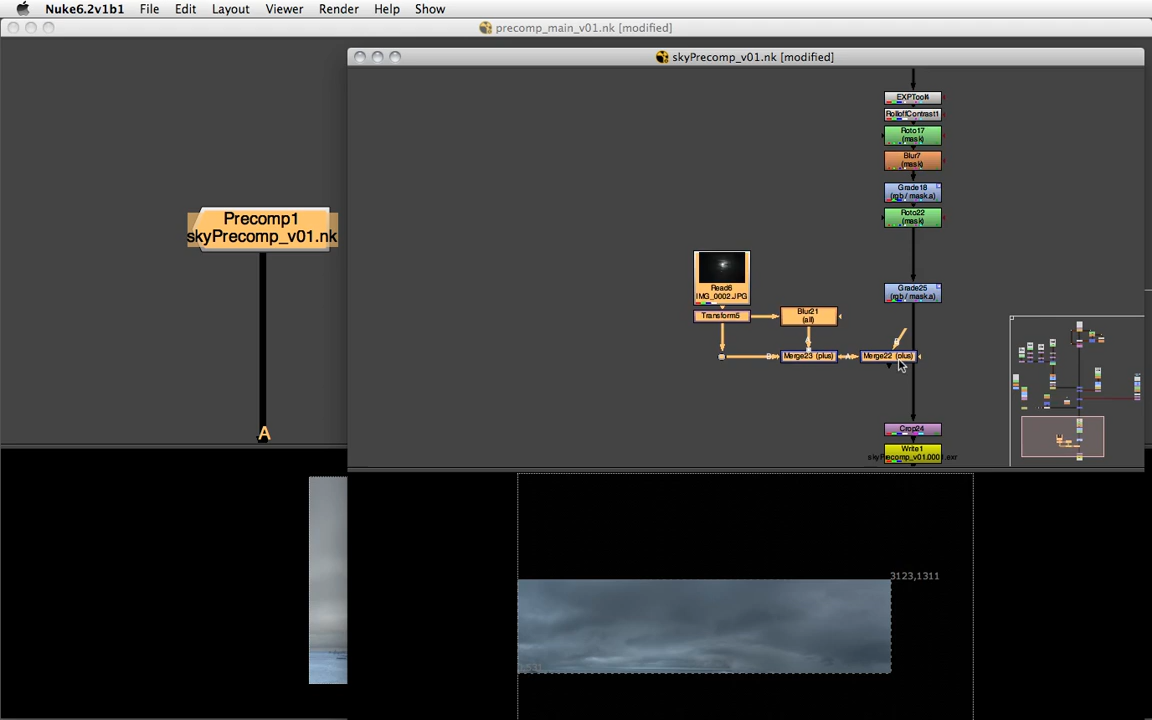 Nuke6.2v1b1 File Edit Layout Viewer Render Help Show
precomp_main_v01.nk [modified]
skyPrecomp_v01.nk [modified]
EXPTool4
RolloffContrast1
Roto17
(mask)
Blur7
(mask)
Grade18
(rgb / mask.a)
Precomp1
skyPrecomp_v01.nk
Roto22
(mask)
Read6
IMG_0002.JPG
Grade25
(rgb / mask.a)
Transform5
Blur21
(all)
Merge23 (plus)
A
Merge22 (plus)
B
A
Crop24
Write1
skyPrecomp_v01.0001.exr
3123,1311